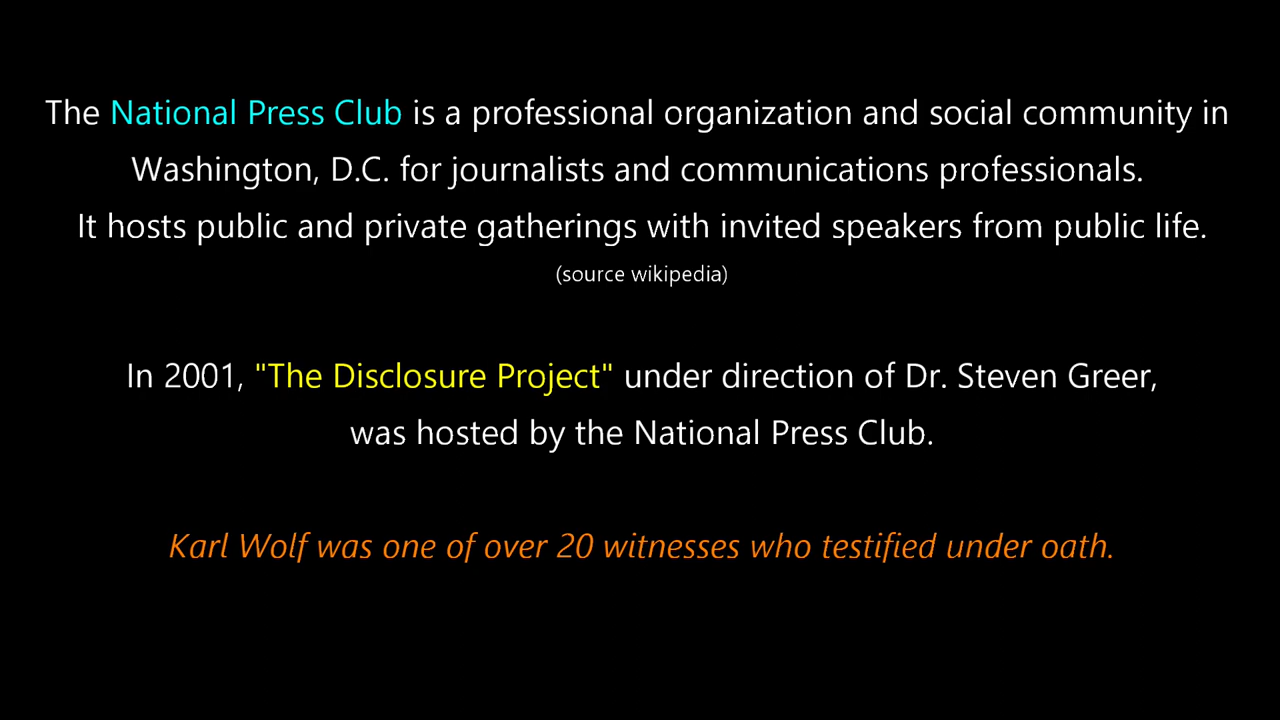 The National Press Club is a professional organization and social community in
Washington, D.C. for journalists and communications professionals.
It hosts public and private gatherings with invited speakers from public life.
(source wikipedia)
In 2001, "The Disclosure Project" under direction of Dr. Steven Greer,
was hosted by the National Press Club.
Karl Wolf was one of over 20 witnesses who testified under oath.